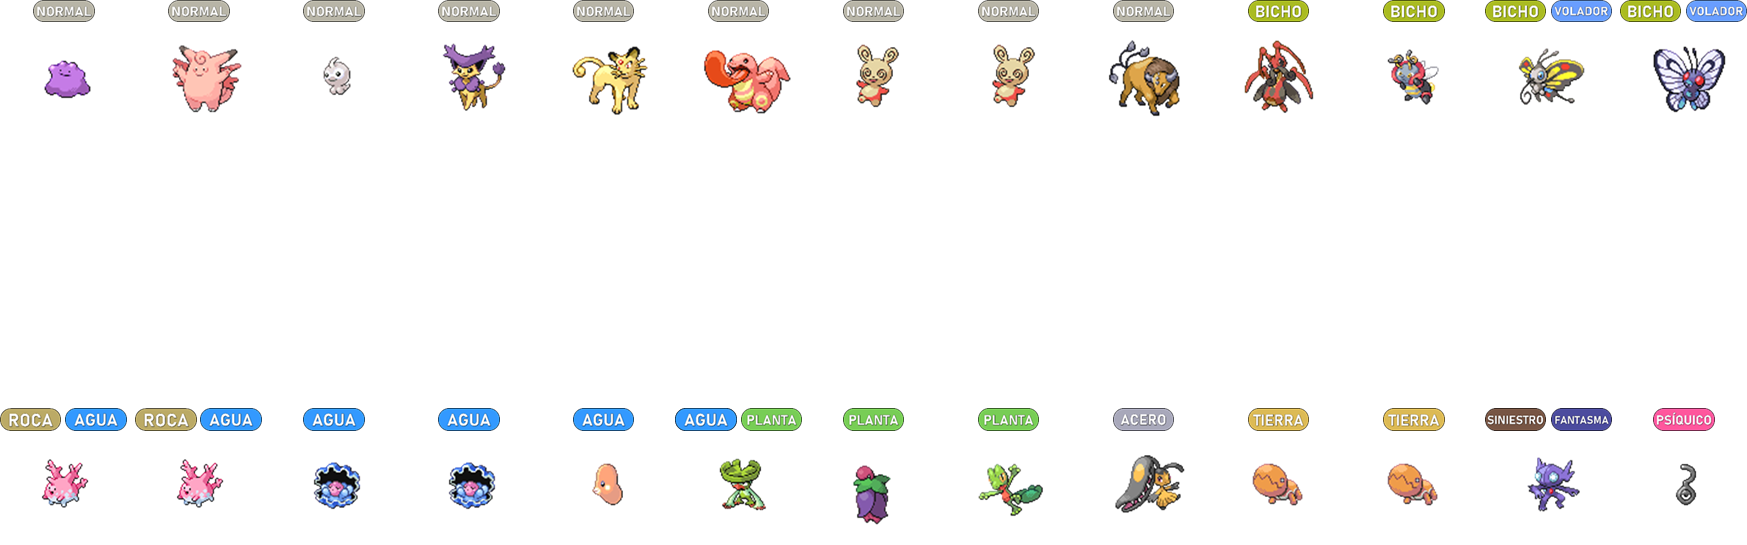 NORMAL NORMAL NORMAL NORMAL NORMAL NORMAL NORMAL NORMAL NORMAL BICHO BICHO BICHO VOLADOR BICHO VOLADOR
ROCA AGUA ROCA AGUA AGUA AGUA AGUA AGUA PLANTA PLANTA PLANTA ACERO TIERRA TIERRA SINIESTRO FANTASMA PSÍQUICO